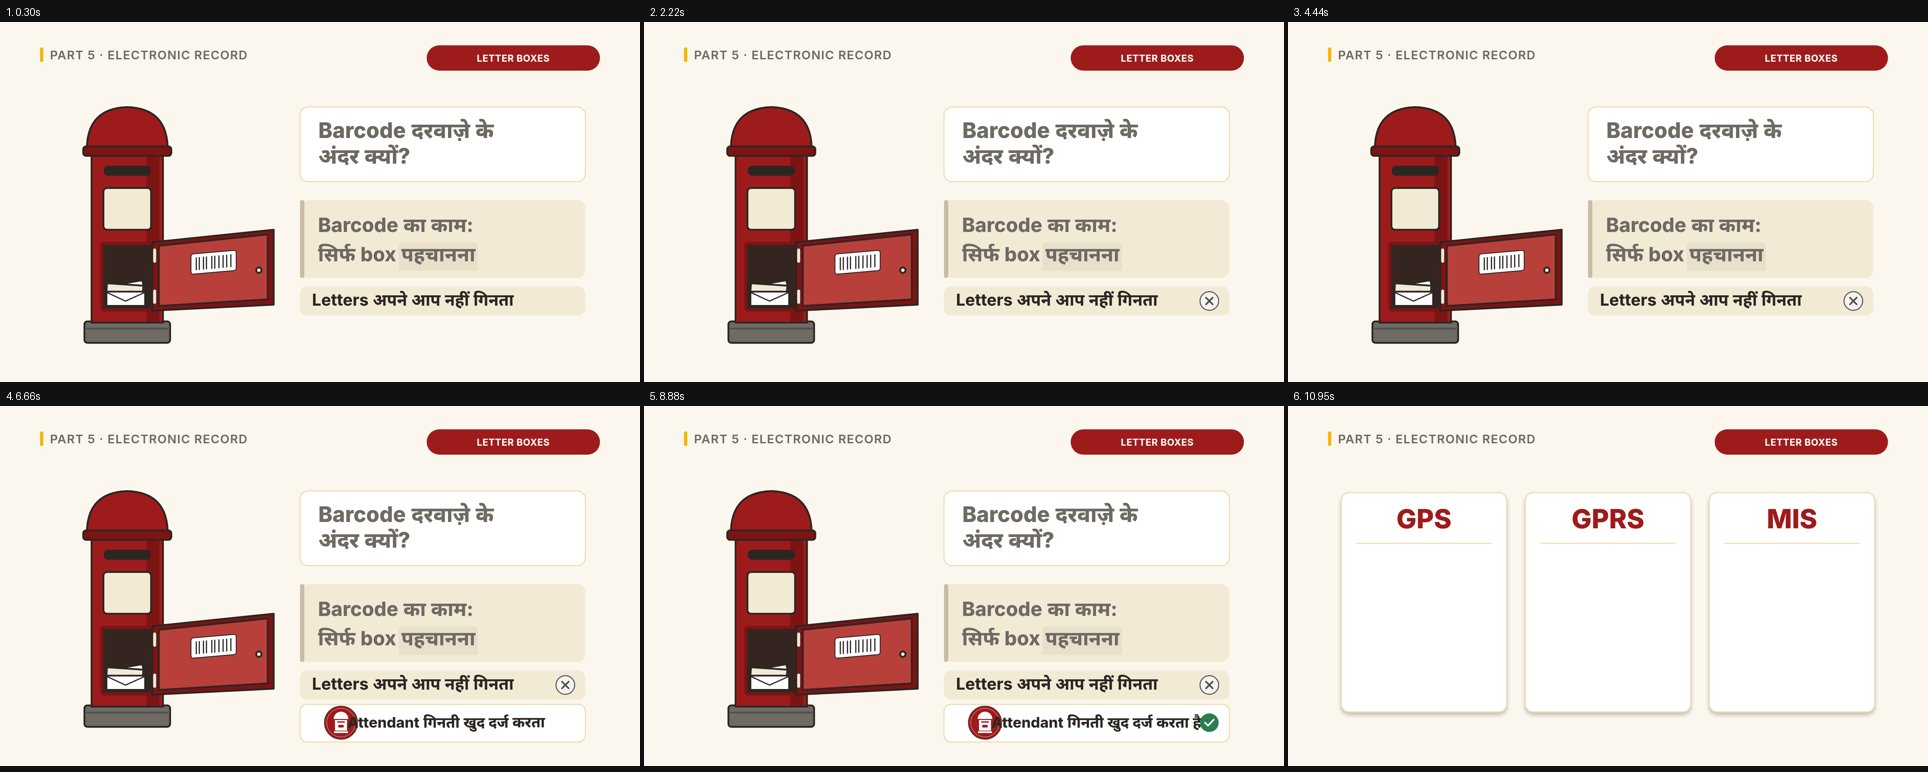 1. 0.30s
PART 5 · ELECTRONIC RECORD
LETTER BOXES
Barcode दरवाज़े के
अंदर क्यों?
Barcode का काम:
सिर्फ box पहचानना
Letters अपने आप नहीं गिनता
2. 2.22s
PART 5 · ELECTRONIC RECORD
LETTER BOXES
Barcode दरवाज़े के
अंदर क्यों?
Barcode का काम:
सिर्फ box पहचानना
Letters अपने आप नहीं गिनता
3. 4.44s
PART 5 · ELECTRONIC RECORD
LETTER BOXES
Barcode दरवाज़े के
अंदर क्यों?
Barcode का काम:
सिर्फ box पहचानना
Letters अपने आप नहीं गिनता
4. 6.66s
PART 5 · ELECTRONIC RECORD
LETTER BOXES
Barcode दरवाज़े के
अंदर क्यों?
Barcode का काम:
सिर्फ box पहचानना
Letters अपने आप नहीं गिनता
Attendant गिनती खुद दर्ज करता
5. 8.88s
PART 5 · ELECTRONIC RECORD
LETTER BOXES
Barcode दरवाज़े के
अंदर क्यों?
Barcode का काम:
सिर्फ box पहचानना
Letters अपने आप नहीं गिनता
Attendant गिनती खुद दर्ज करता है
6. 10.95s
PART 5 · ELECTRONIC RECORD
LETTER BOXES
GPS
GPRS
MIS